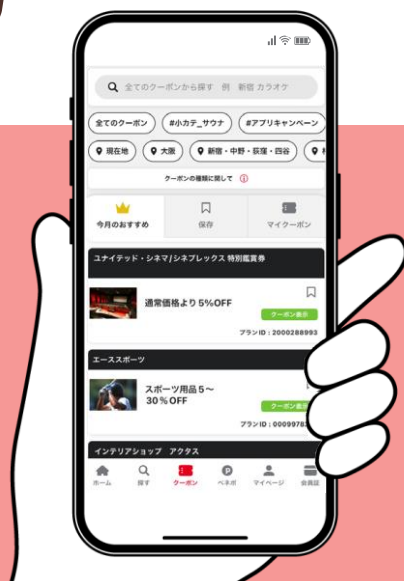 全てのクーポンから探す 例 新宿 カラオケ
全てのクーポン #小カテ_サウナ #アプリキャンペーン
現在地 大阪 新宿・中野・荻窪・四谷
クーポンの種類に関して
今月のおすすめ 保存 マイクーポン
ユナイテッド・シネマ/シネプレックス 特別鑑賞券
通常価格より5%OFF
クーポン表示
プランID:2000288993
エーススポーツ
スポーツ用品5〜
30%OFF
クーポン表示
プランID:0009978
インテリアショップ アクタス
ホーム 探す クーポン ベネポ マイページ 会員証